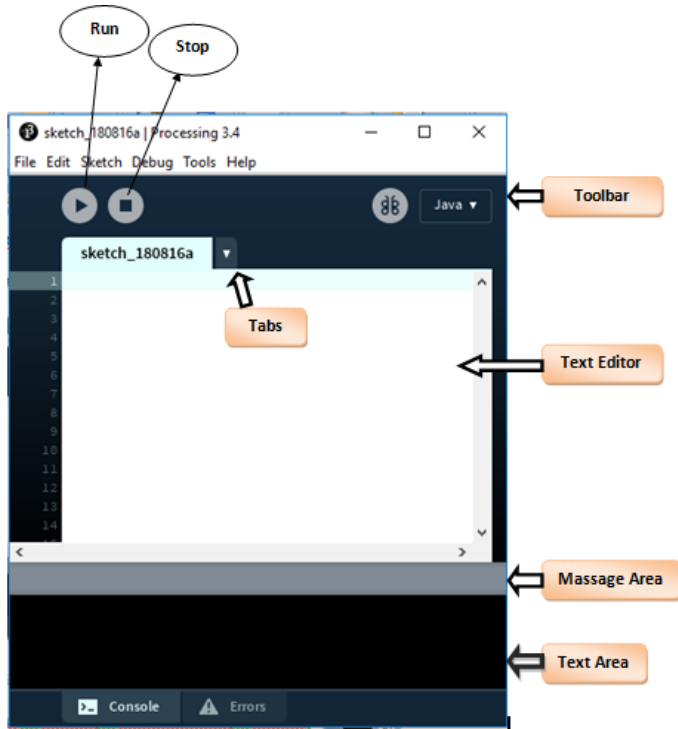 Run
Stop
sketch_180816a | Processing 3.4
File Edit Sketch Debug Tools Help
Java ▼
Toolbar
sketch_180816a ▼
Tabs
1
2
3
4
5
6
7
8
9
10
11
12
13
14
Text Editor
Massage Area
Text Area
>_ Console
Errors